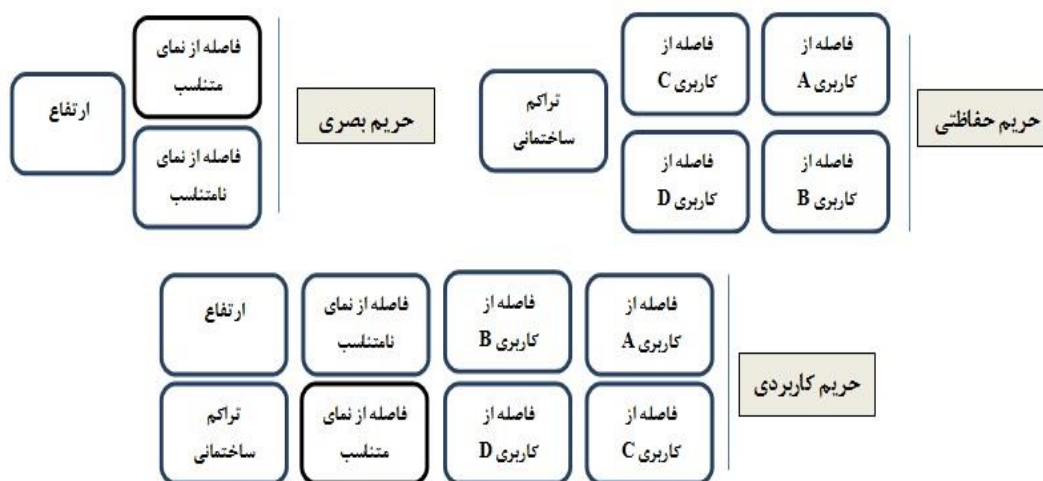 حریم حفاظتی
فاصله از
کاربری A
فاصله از
کاربری C
فاصله از
کاربری B
فاصله از
کاربری D
تراکم
ساختمانی
حریم بصری
فاصله از نمای
متناسب
فاصله از نمای
نامتناسب
ارتفاع
حریم کاربردی
فاصله از
کاربری A
فاصله از
کاربری B
فاصله از نمای
نامتناسب
ارتفاع
فاصله از
کاربری C
فاصله از
کاربری D
فاصله از نمای
متناسب
تراکم
ساختمانی